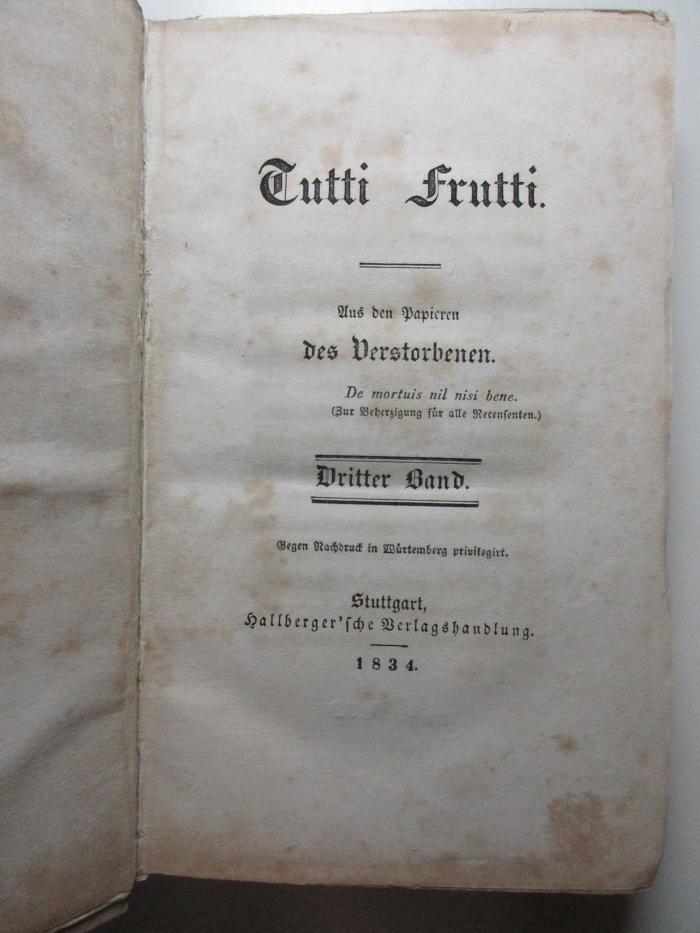 Tutti Frutti.
Aus den Papieren
des Verstorbenen.
De mortuis nil nisi bene.
(Zur Beherzigung für alle Recensenten.)
Dritter Band.
Gegen Nachdruck in Würtemberg privilegirt.
Stuttgart,
Hallberger'sche Verlagshandlung.
1834.